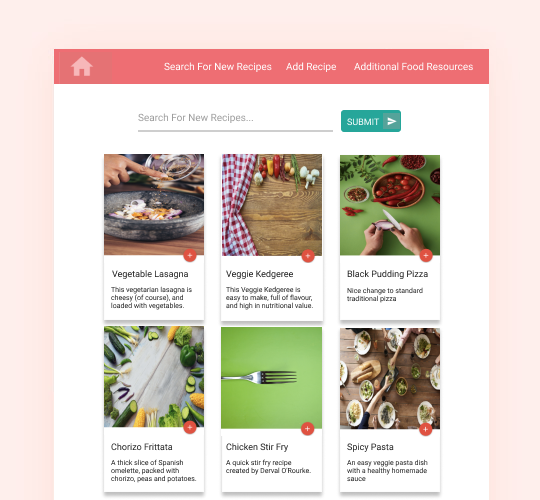 Search For New Recipes Add Recipe Additional Food Resources
Search For New Recipes...
SUBMIT
Vegetable Lasagna
This vegetarian lasagna is
cheesy (of course), and
loaded with vegetables.
Veggie Kedgeree
This Veggie Kedgeree is
easy to make, full of flavour,
and high in nutritional value.
Black Pudding Pizza
Nice change to standard
traditional pizza
Chorizo Frittata
A thick slice of Spanish
omelette, packed with
chorizo, peas and potatoes.
Chicken Stir Fry
A quick stir fry recipe
created by Derval O'Rourke.
Spicy Pasta
An easy veggie pasta dish
with a healthy homemade
sauce